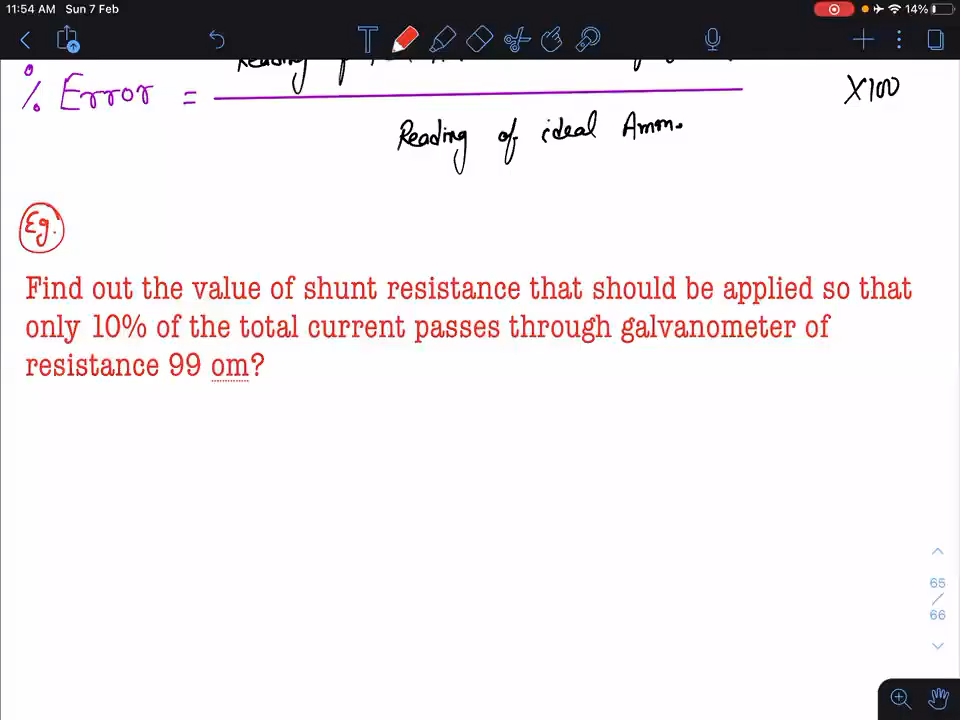 11:54 AM Sun 7 Feb
14%
Reading
% Error =
X100
Reading of ideal Amm.
Eg.
Find out the value of shunt resistance that should be applied so that
only 10% of the total current passes through galvanometer of
resistance 99 om?
65
/
66